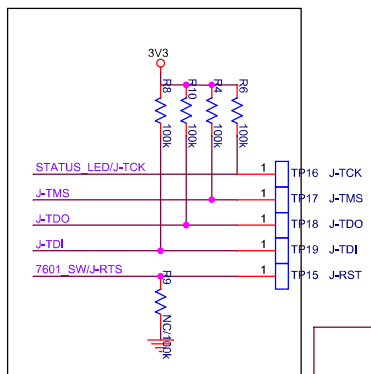 3V3
R8
R10
R4
R6
100k
100k
100k
100k
STATUS_LED/J-TCK
1
TP16
J-TCK
J-TMS
1
TP17
J-TMS
J-TDO
1
TP18
J-TDO
J-TDI
1
TP19
J-TDI
7601_SW/J-RTS
1
TP15
J-RST
R9
NC/100k